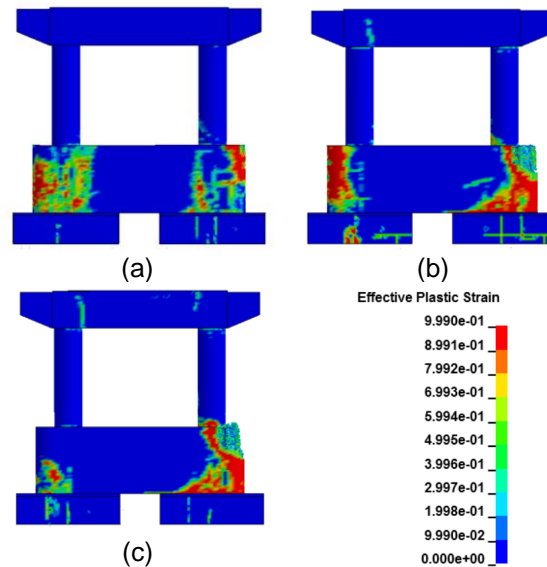 (a)
(b)
(c)
Effective Plastic Strain
9.990e-01
8.991e-01
7.992e-01
6.993e-01
5.994e-01
4.995e-01
3.996e-01
2.997e-01
1.998e-01
9.990e-02
0.000e+00